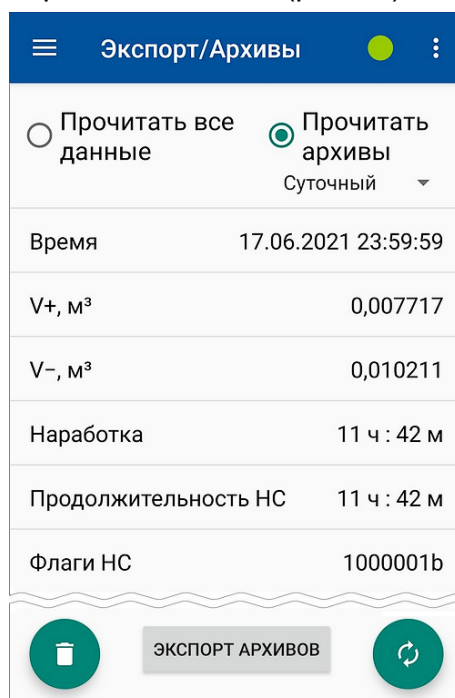 Экспорт/Архивы
Прочитать все данные
Прочитать архивы
Суточный
Время 17.06.2021 23:59:59
V+, м³ 0,007717
V−, м³ 0,010211
Наработка 11 ч : 42 м
Продолжительность НС 11 ч : 42 м
Флаги НС 1000001b
ЭКСПОРТ АРХИВОВ